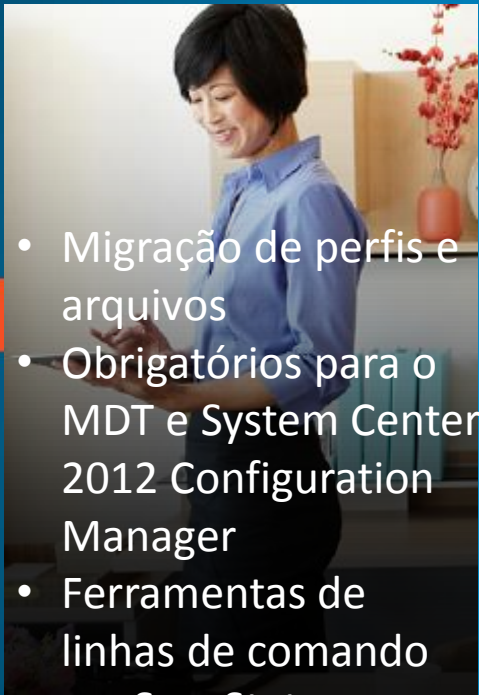 • Migração de perfis e
arquivos
• Obrigatórios para o
MDT e System Center
2012 Configuration
Manager
• Ferramentas de
linhas de comando